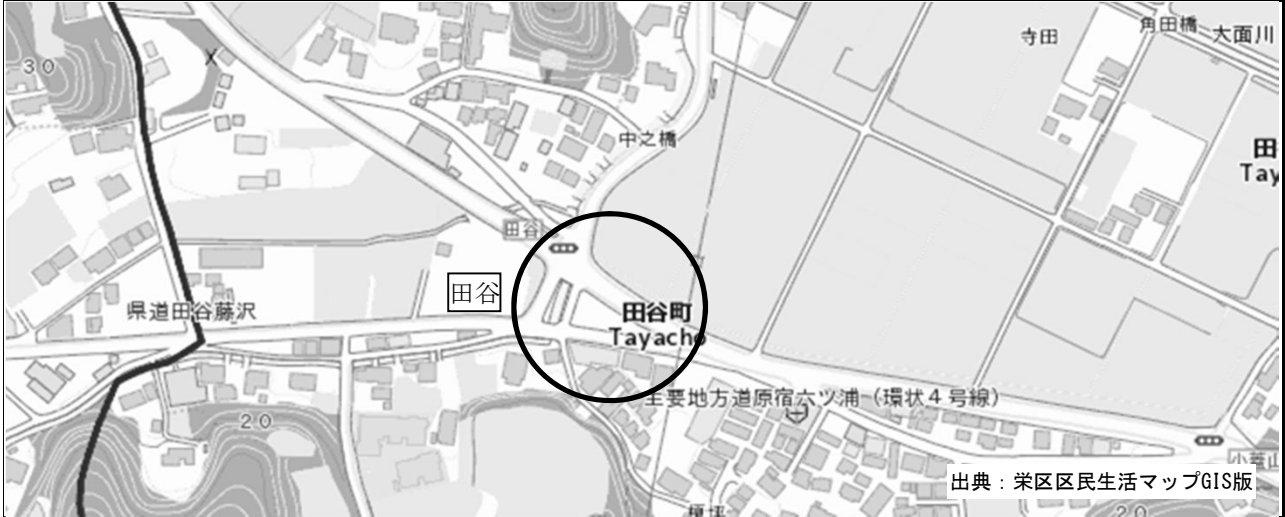 角田橋
大面川
寺田
30
中之橋
田
Tay
田谷
田谷
県道田谷藤沢
田谷町
Tayacho
主要地方道原宿六ツ浦（環状４号線）
20
小蓋山
出典：栄区区民生活マップGIS版
榎坪
20